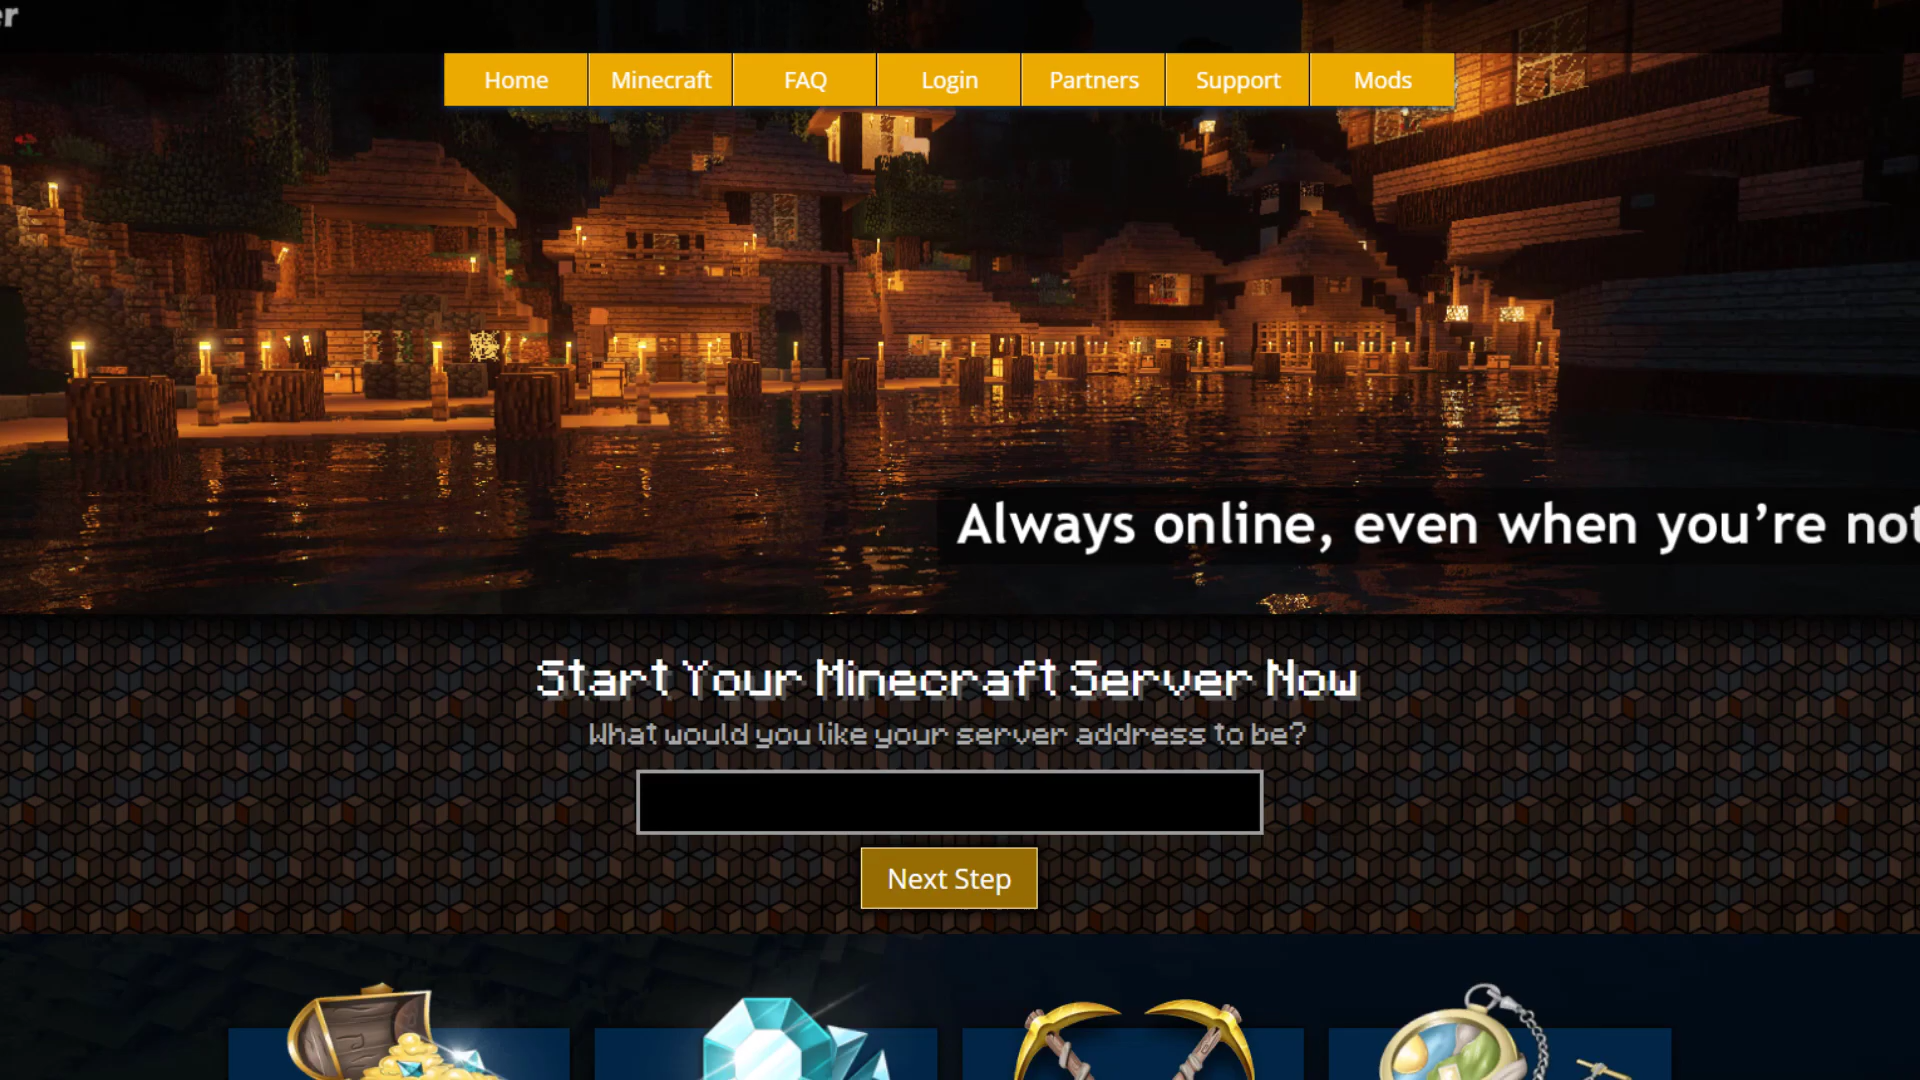 Home
Minecraft
FAQ
Login
Partners
Support
Mods
Always online, even when you’re not
Start Your Minecraft Server Now
What would you like your server address to be?
Next Step